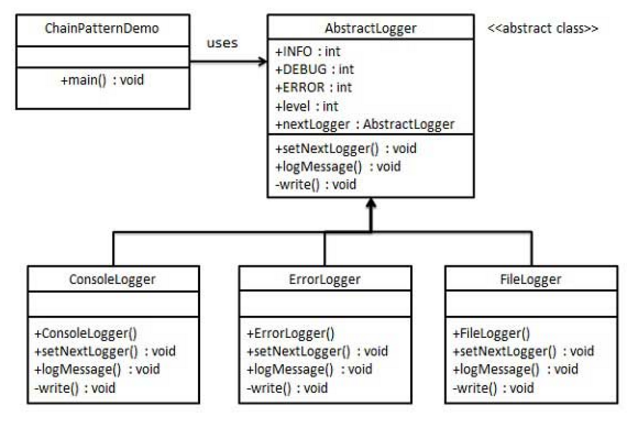 ChainPatternDemo
+main() : void
uses
AbstractLogger
<<abstract class>>
+INFO : int
+DEBUG : int
+ERROR : int
+level : int
+nextLogger : AbstractLogger
+setNextLogger() : void
+logMessage() : void
-write() : void
ConsoleLogger
+ConsoleLogger()
+setNextLogger() : void
+logMessage() : void
-write() : void
ErrorLogger
+ErrorLogger()
+setNextLogger() : void
+logMessage() : void
-write() : void
FileLogger
+FileLogger()
+setNextLogger() : void
+logMessage() : void
-write() : void